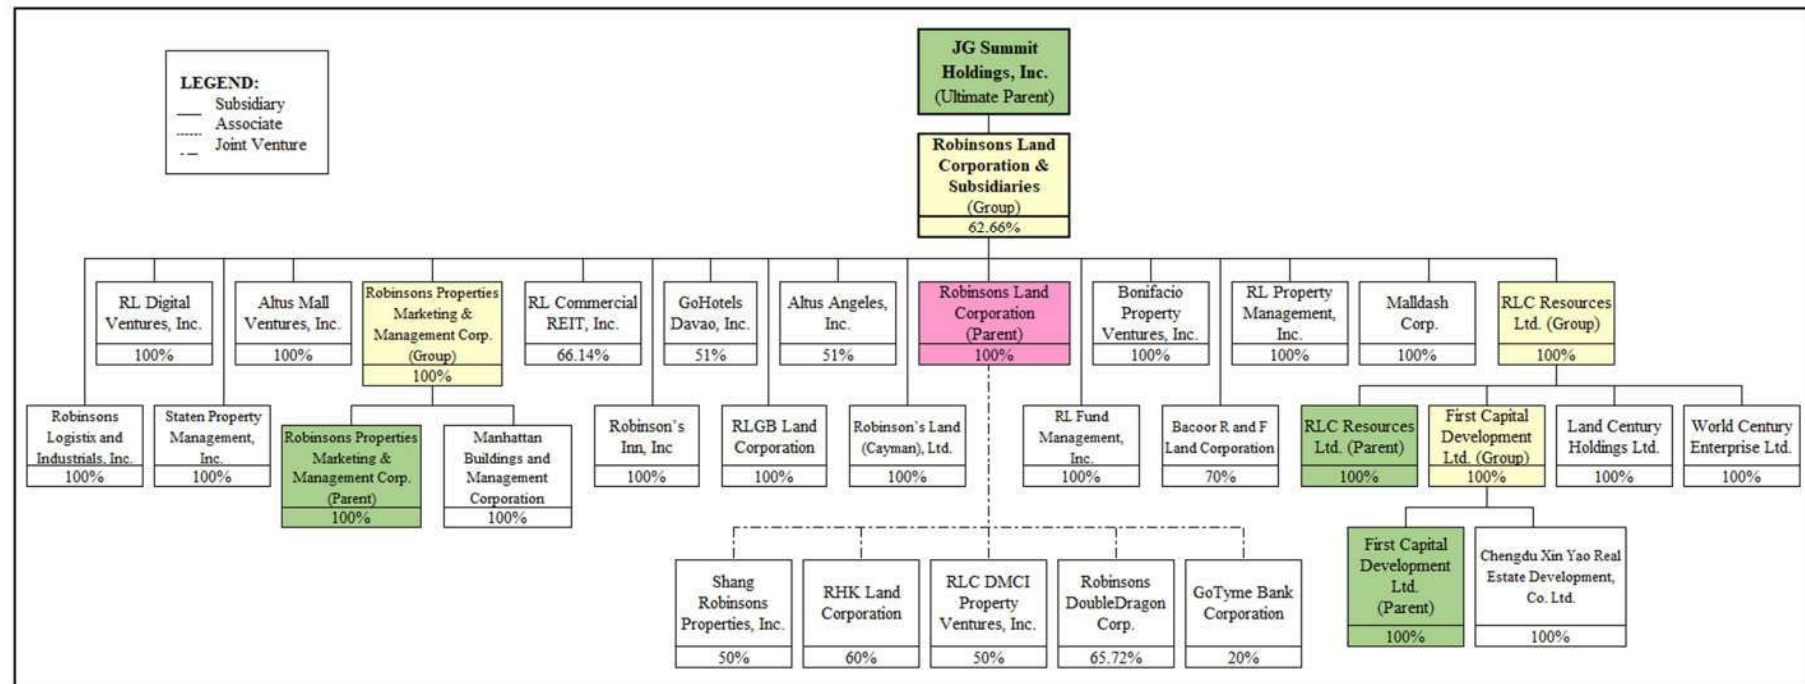 LEGEND:
Subsidiary
Associate
Joint Venture
JG Summit
Holdings, Inc.
(Ultimate Parent)
Robinsons Land
Corporation &
Subsidiaries
(Group)
62.66%
RL Digital
Ventures, Inc.
100%
Altus Mall
Ventures, Inc.
100%
Robinsons Properties
Marketing &
Management Corp.
(Group)
100%
RL Commercial
REIT, Inc.
66.14%
GoHotels
Davao, Inc.
51%
Altus Angeles,
Inc.
51%
Robinsons Land
Corporation
(Parent)
100%
Bonifacio
Property
Ventures, Inc.
100%
RL Property
Management,
Inc.
100%
Malldash
Corp.
100%
RLC Resources
Ltd. (Group)
100%
Robinsons
Logistix and
Industrials, Inc.
100%
Staten Property
Management,
Inc.
100%
Robinsons Properties
Marketing &
Management Corp.
(Parent)
100%
Manhattan
Buildings and
Management
Corporation
100%
Robinson's
Inn, Inc
100%
RLGB Land
Corporation
100%
Robinson's Land
(Cayman), Ltd.
100%
RL Fund
Management,
Inc.
100%
Bacoor R and F
Land Corporation
70%
RLC Resources
Ltd. (Parent)
100%
First Capital
Development
Ltd. (Group)
100%
Land Century
Holdings Ltd.
100%
World Century
Enterprise Ltd.
100%
Shang
Robinsons
Properties, Inc.
50%
RHK Land
Corporation
60%
RLC DMCI
Property
Ventures, Inc.
50%
Robinsons
DoubleDragon
Corp.
65.72%
GoTyme Bank
Corporation
20%
First Capital
Development
Ltd.
(Parent)
100%
Chengdu Xin Yao Real
Estate Development,
Co. Ltd.
100%